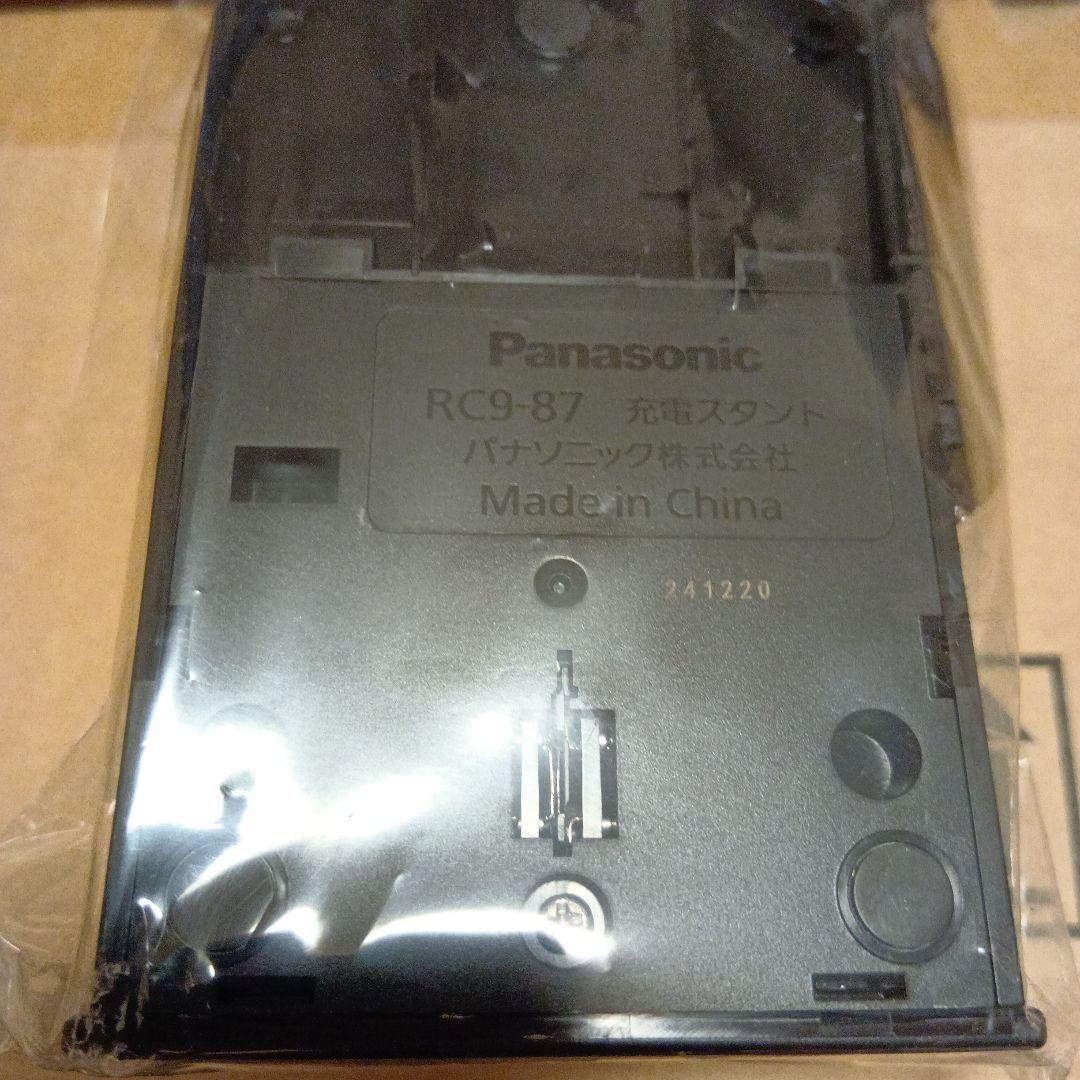 Panasonic
RC9-87 充電スタンド
パナソニック株式会社
Made in China
241220